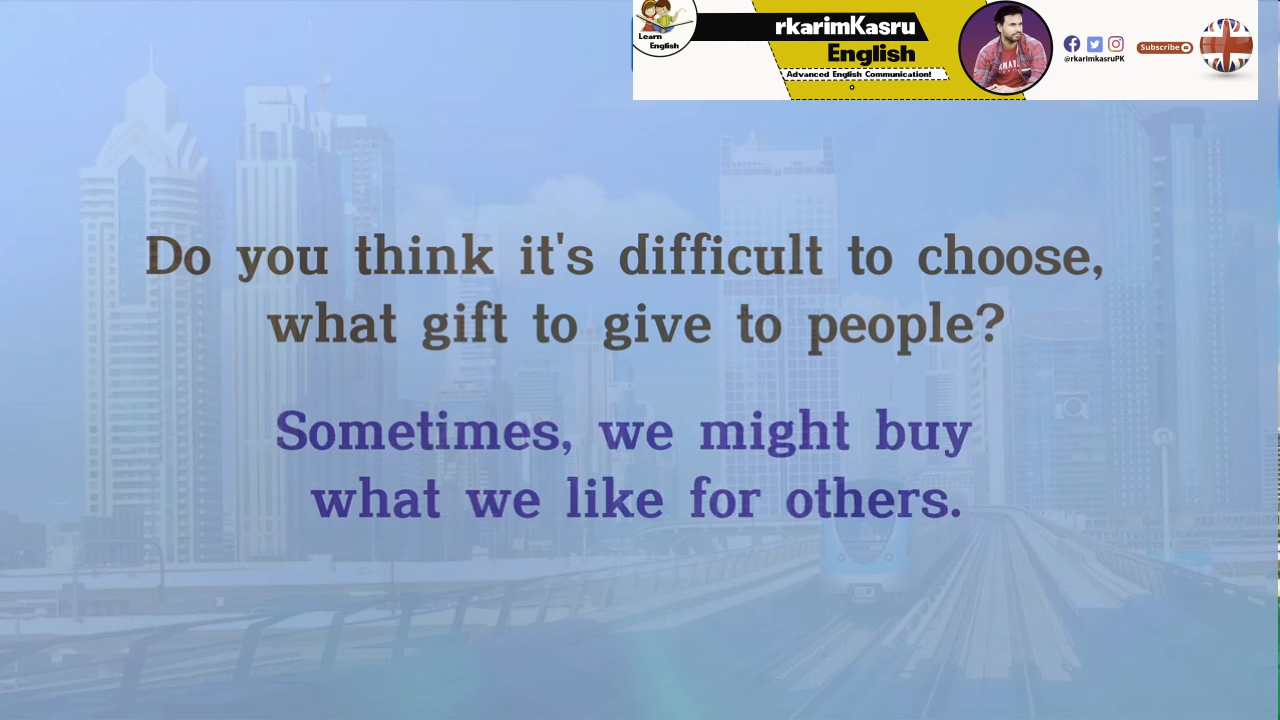 Learn
English
rkarimKasru
English
Advanced English Communication!
@rkarimkasruPK
Subscribe
Do you think it's difficult to choose,
what gift to give to people?
Sometimes, we might buy
what we like for others.